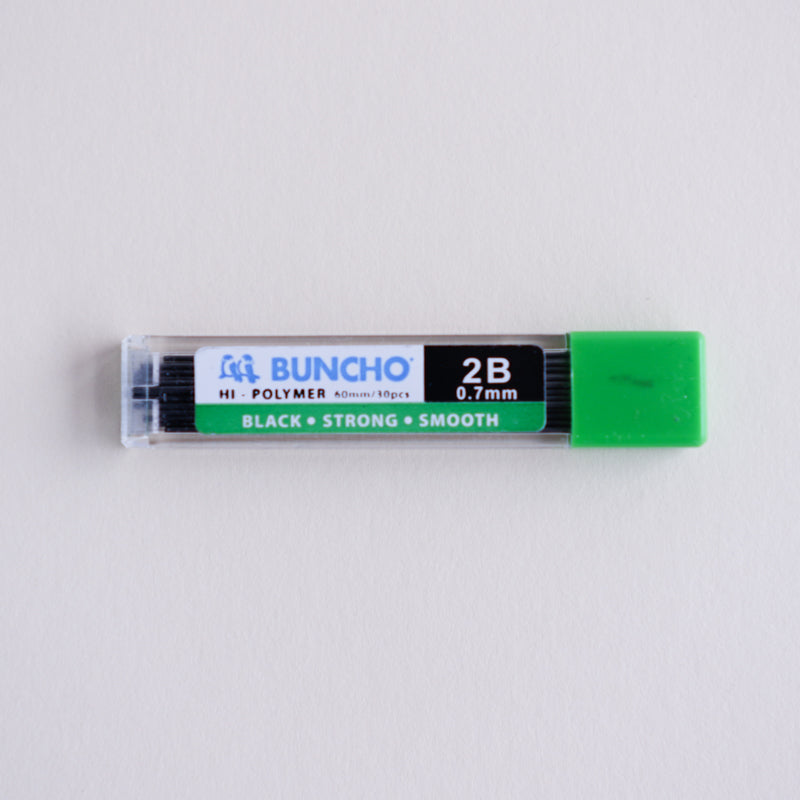 BUNCHO
HI - POLYMER 60mm/30pcs
2B
0.7mm
BLACK • STRONG • SMOOTH